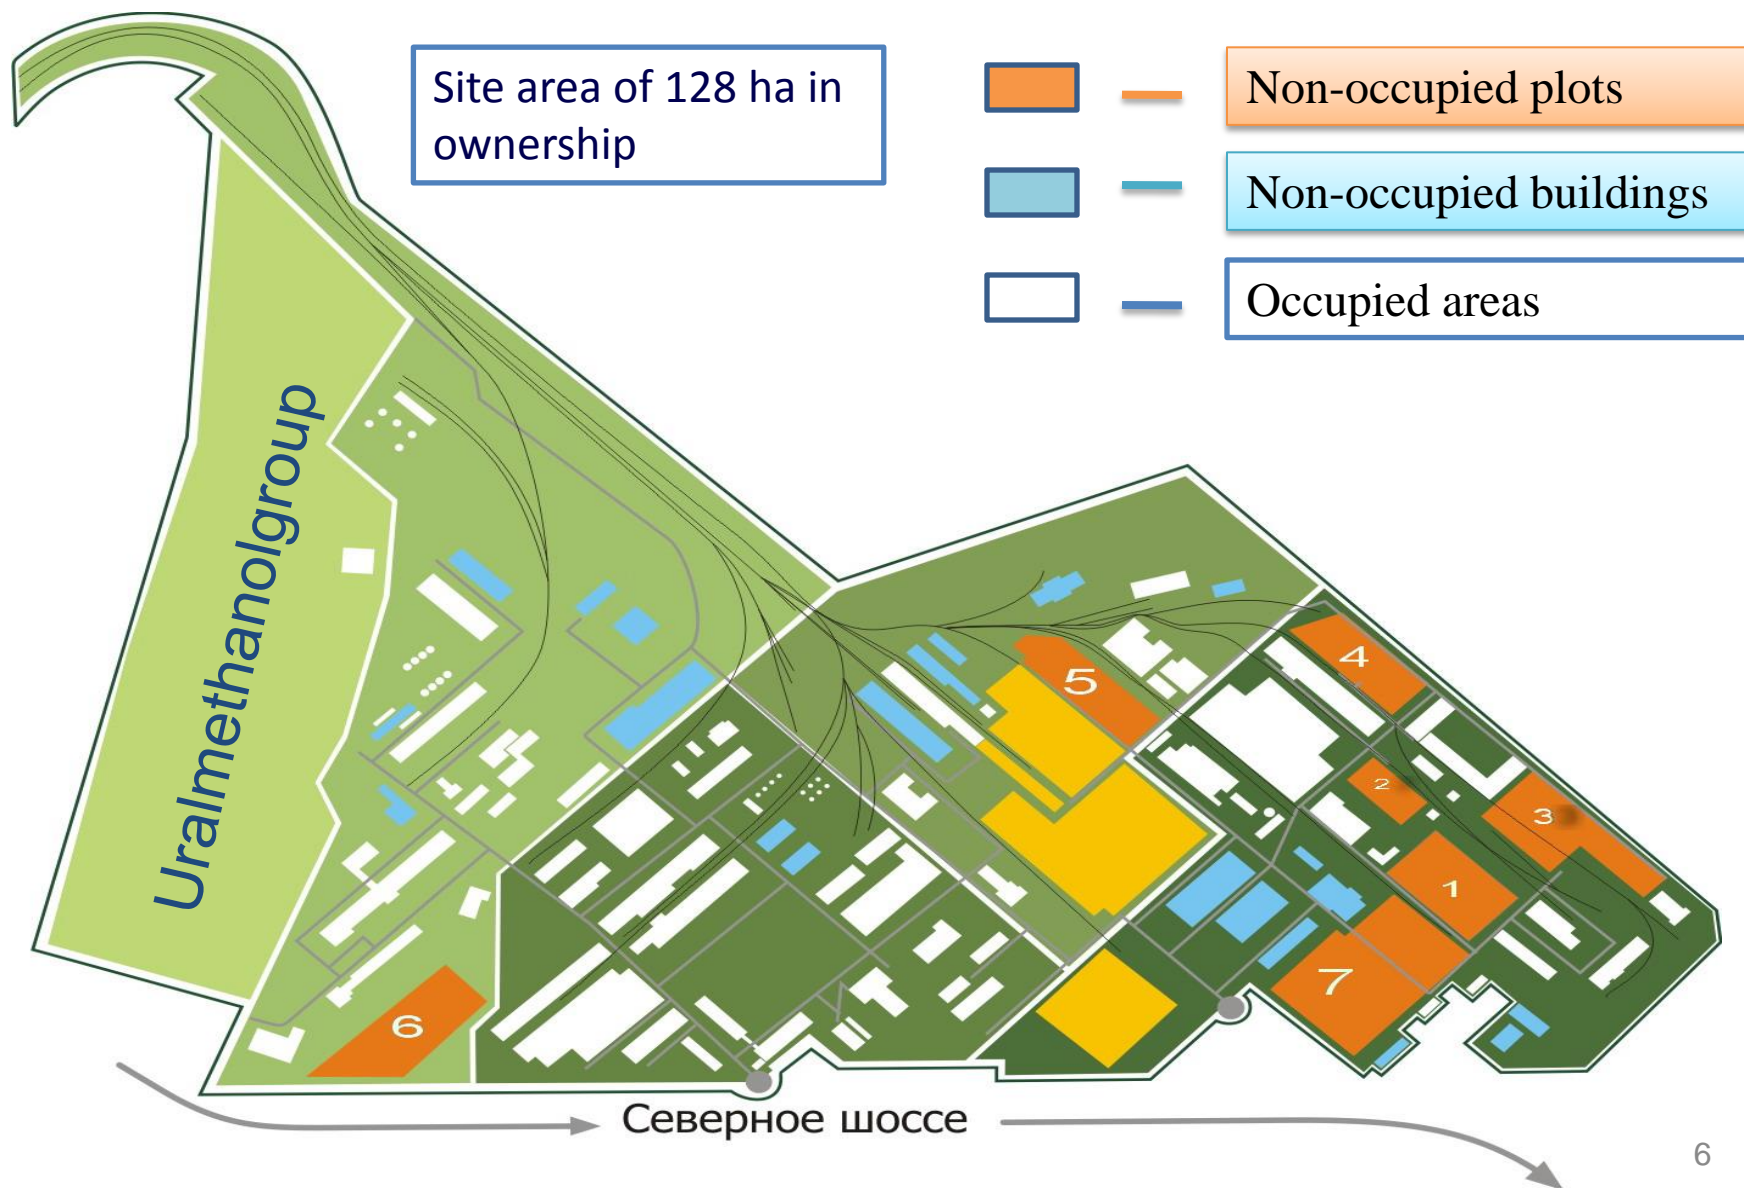 Site area of 128 ha in
ownership
Non-occupied plots
Non-occupied buildings
Occupied areas
Uralmethanolgroup
4
5
2
3
1
7
6
Северное шоссе
6